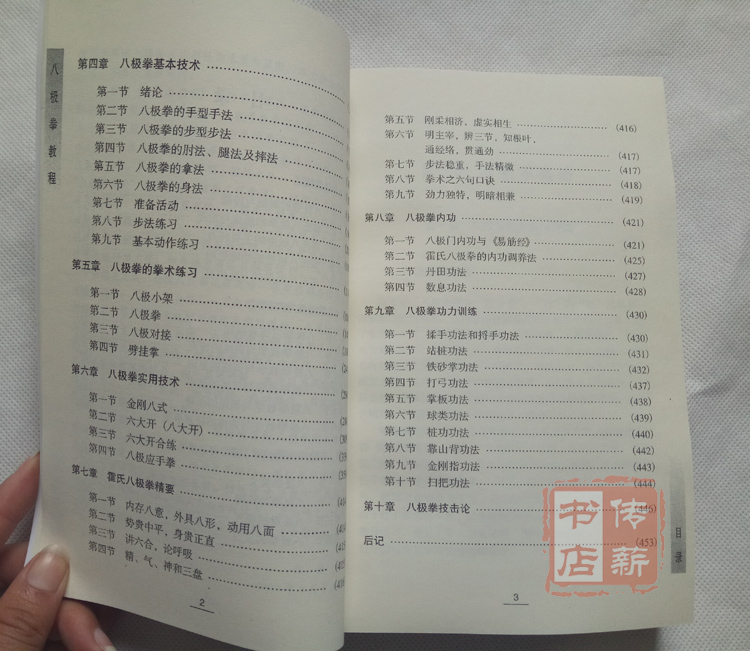 八极拳教程
第四章 八极拳基本技术
第一节 绪论
第二节 八极拳的手型手法
第三节 八极拳的步型步法
第四节 八极拳的肘法、腿法及摔法
第五节 八极拳的拿法
第六节 八极拳的身法
第七节 准备活动
第八节 步法练习
第九节 基本动作练习
第五章 八极拳的拳术练习
第一节 八极小架
第二节 八极拳
第三节 八极对接
第四节 劈挂掌
第六章 八极拳实用技术
第一节 金刚八式
第二节 六大开（八大开）
第三节 六大开合练
第四节 八极应手拳
第七章 霍氏八极拳精要
第一节 内存八意，外具八形，动用八面
第二节 势贵中平，身贵正直
第三节 讲六合，论呼吸
第四节 精、气、神和三盘
2
第五节 刚柔相济，虚实相生 (416)
第六节 明主宰，辨三节，知根叶，
通经络，贯通劲 (417)
第七节 步法稳重，手法精微 (417)
第八节 拳术之六句口诀 (418)
第九节 劲力独特，明暗相兼 (419)
第八章 八极拳内功 (421)
第一节 八极门内功与《易筋经》 (421)
第二节 霍氏八极拳的内功调养法 (425)
第三节 丹田功法 (427)
第四节 数息功法 (428)
第九章 八极拳功力训练 (430)
第一节 揉手功法和捋手功法 (430)
第二节 站桩功法 (431)
第三节 铁砂掌功法 (432)
第四节 打弓功法 (437)
第五节 掌板功法 (438)
第六节 球类功法 (439)
第七节 桩功功法 (440)
第八节 靠山背功法 (442)
第九节 金刚指功法 (443)
第十节 扫把功法 (444)
第十章 八极拳技击论 (446)
后记 (453)
目录
3
传薪
书店